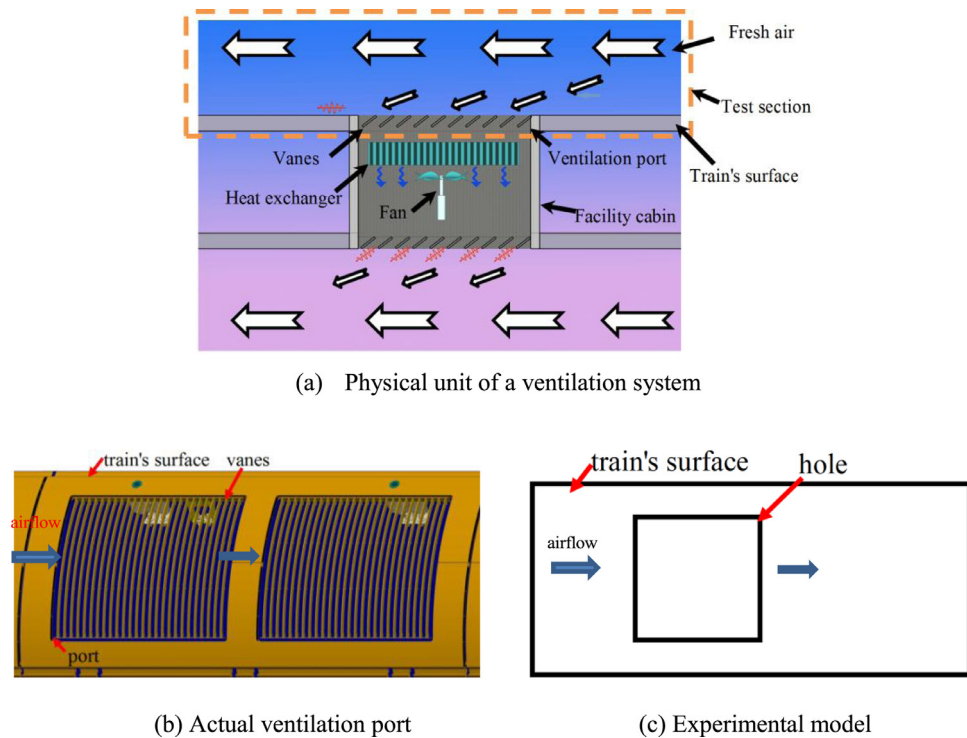 Fresh air
Test section
Vanes
Ventilation port
Train's surface
Heat exchanger
Fan
Facility cabin
(a) Physical unit of a ventilation system
train's surface
vanes
airflow
port
train's surface
hole
airflow
(b) Actual ventilation port
(c) Experimental model